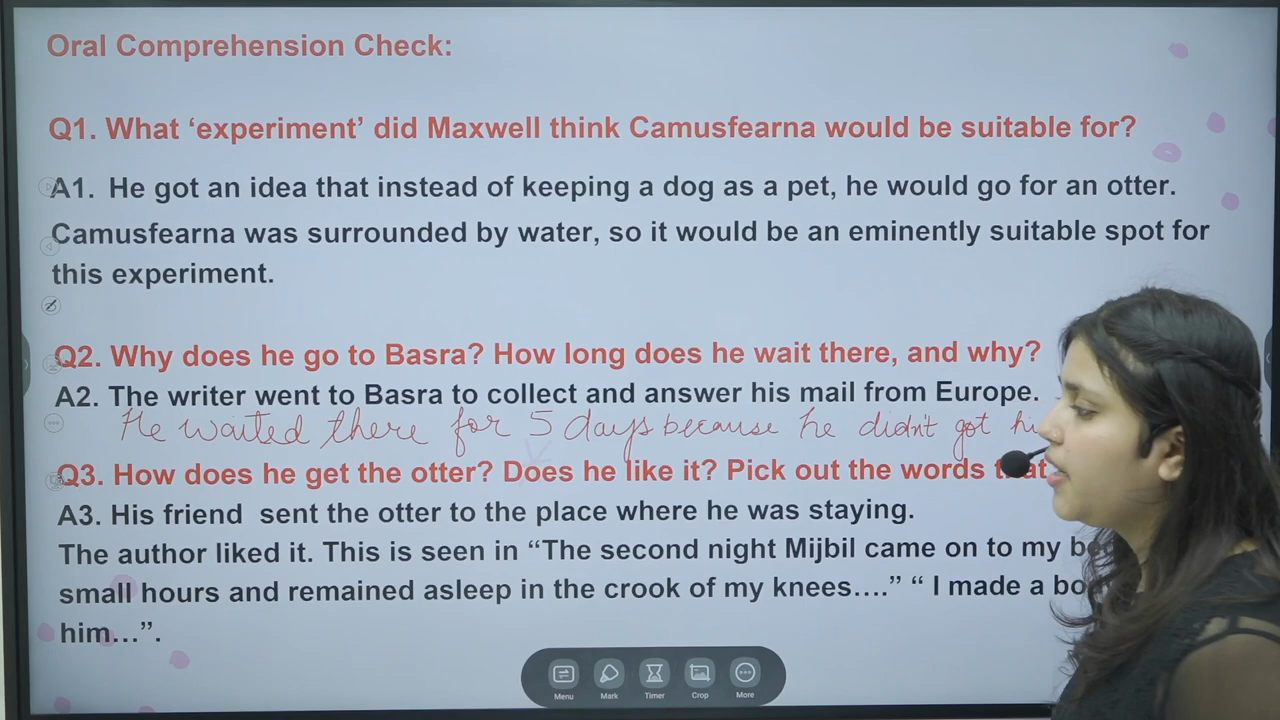 Oral Comprehension Check:
Q1. What ‘experiment’ did Maxwell think Camusfearna would be suitable for?
A1. He got an idea that instead of keeping a dog as a pet, he would go for an otter.
Camusfearna was surrounded by water, so it would be an eminently suitable spot for
this experiment.
Q2. Why does he go to Basra? How long does he wait there, and why?
A2. The writer went to Basra to collect and answer his mail from Europe.
He waited there for 5 days because he didn't got
Q3. How does he get the otter? Does he like it? Pick out the words that
A3. His friend sent the otter to the place where he was staying.
The author liked it. This is seen in “The second night Mijbil came on to my
small hours and remained asleep in the crook of my knees….” “ I made a
him…”.
Menu Mark Timer Crop More